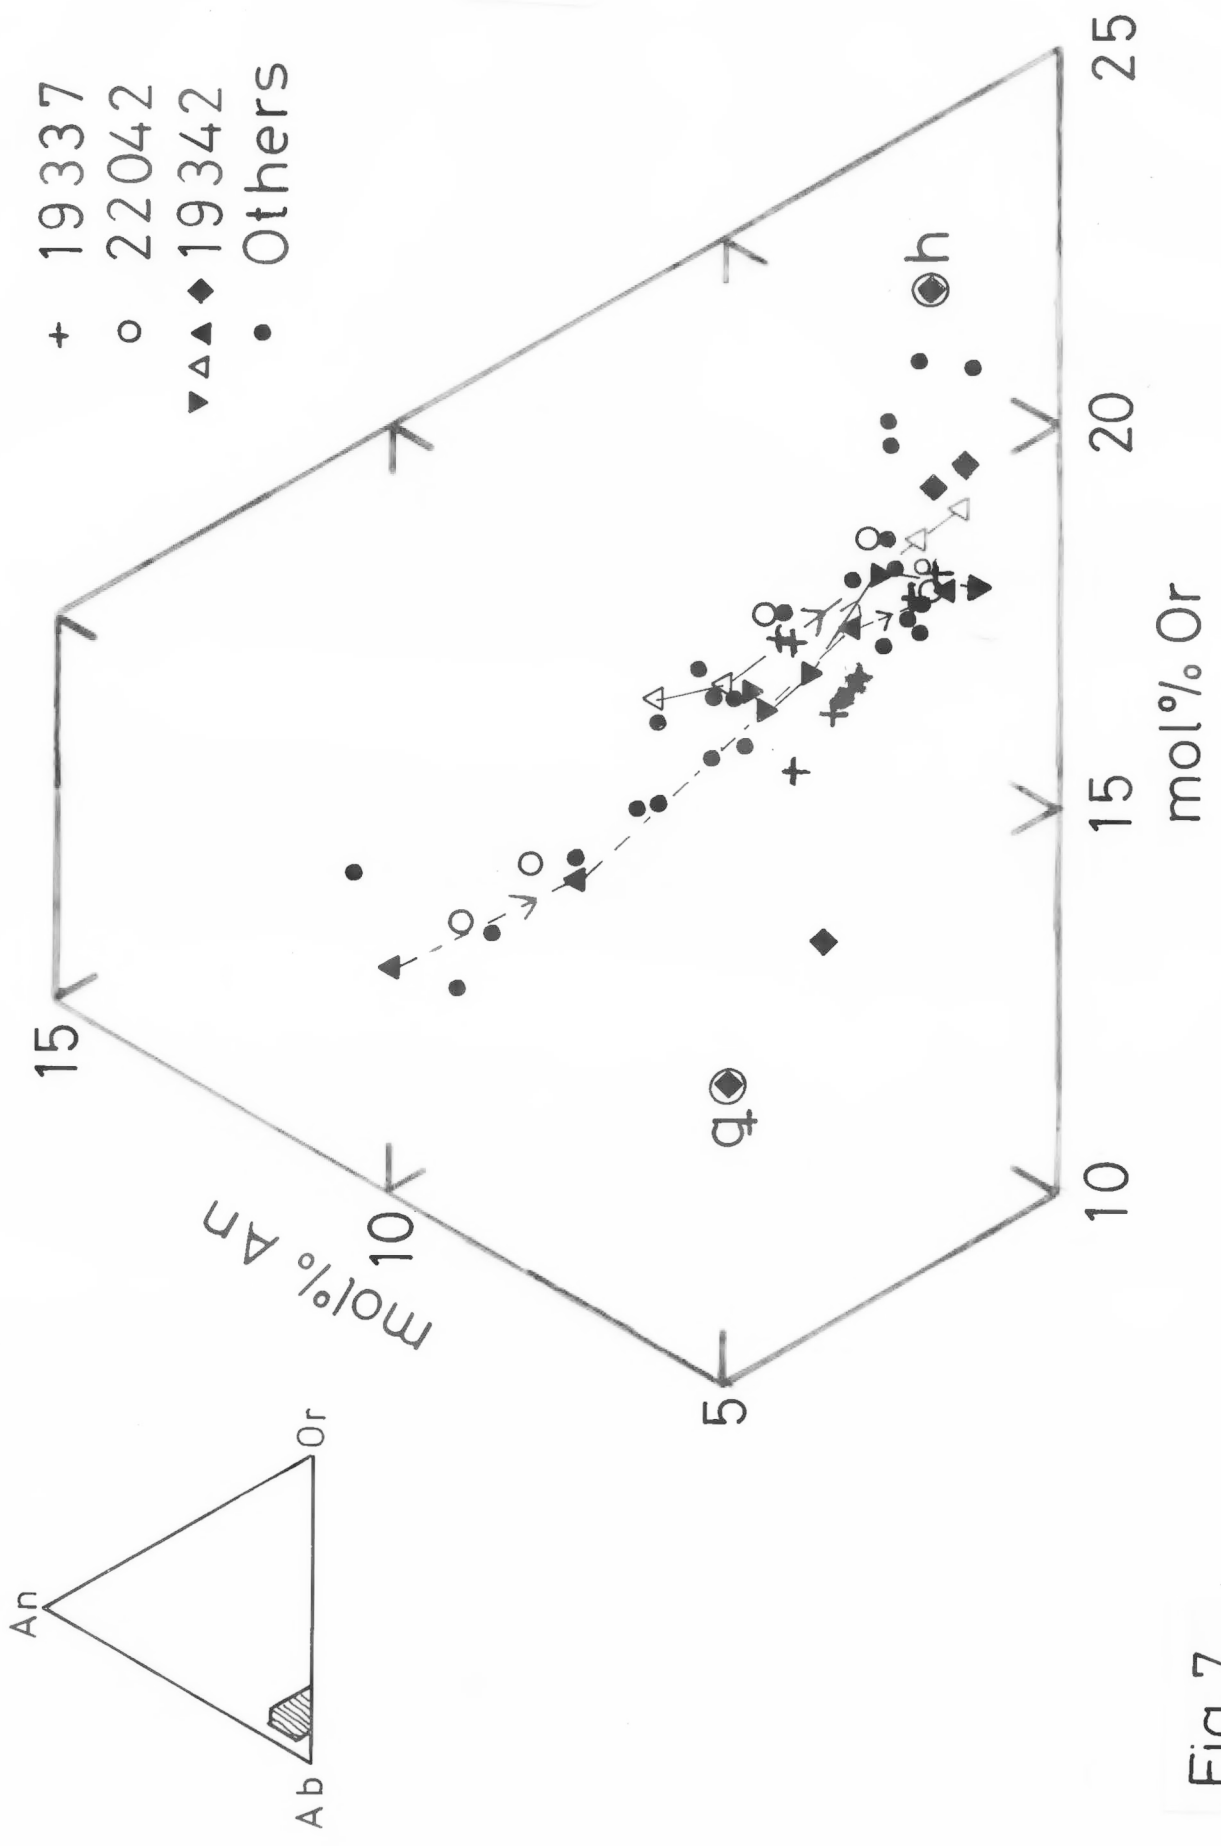 An
Ab
Or
+ 19337
○ 22042
▼ △ ▲ ◆ 19342
● Others
15
10
5
mol% An
q
h
10
15
20
25
mol% Or
Fig. 7